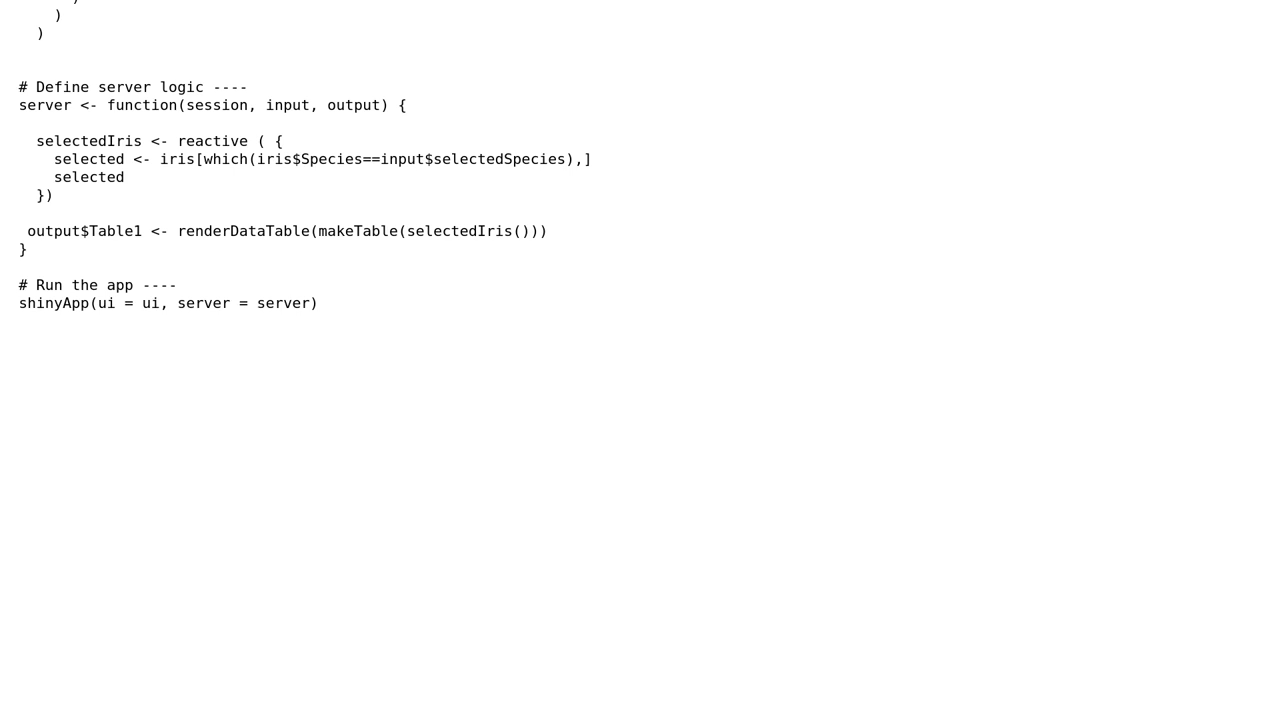 )
)
)
# Define server logic ----
server <- function(session, input, output) {
selectedIris <- reactive ( {
selected <- iris[which(iris$Species==input$selectedSpecies),]
selected
})
output$Table1 <- renderDataTable(makeTable(selectedIris()))
}
# Run the app ----
shinyApp(ui = ui, server = server)